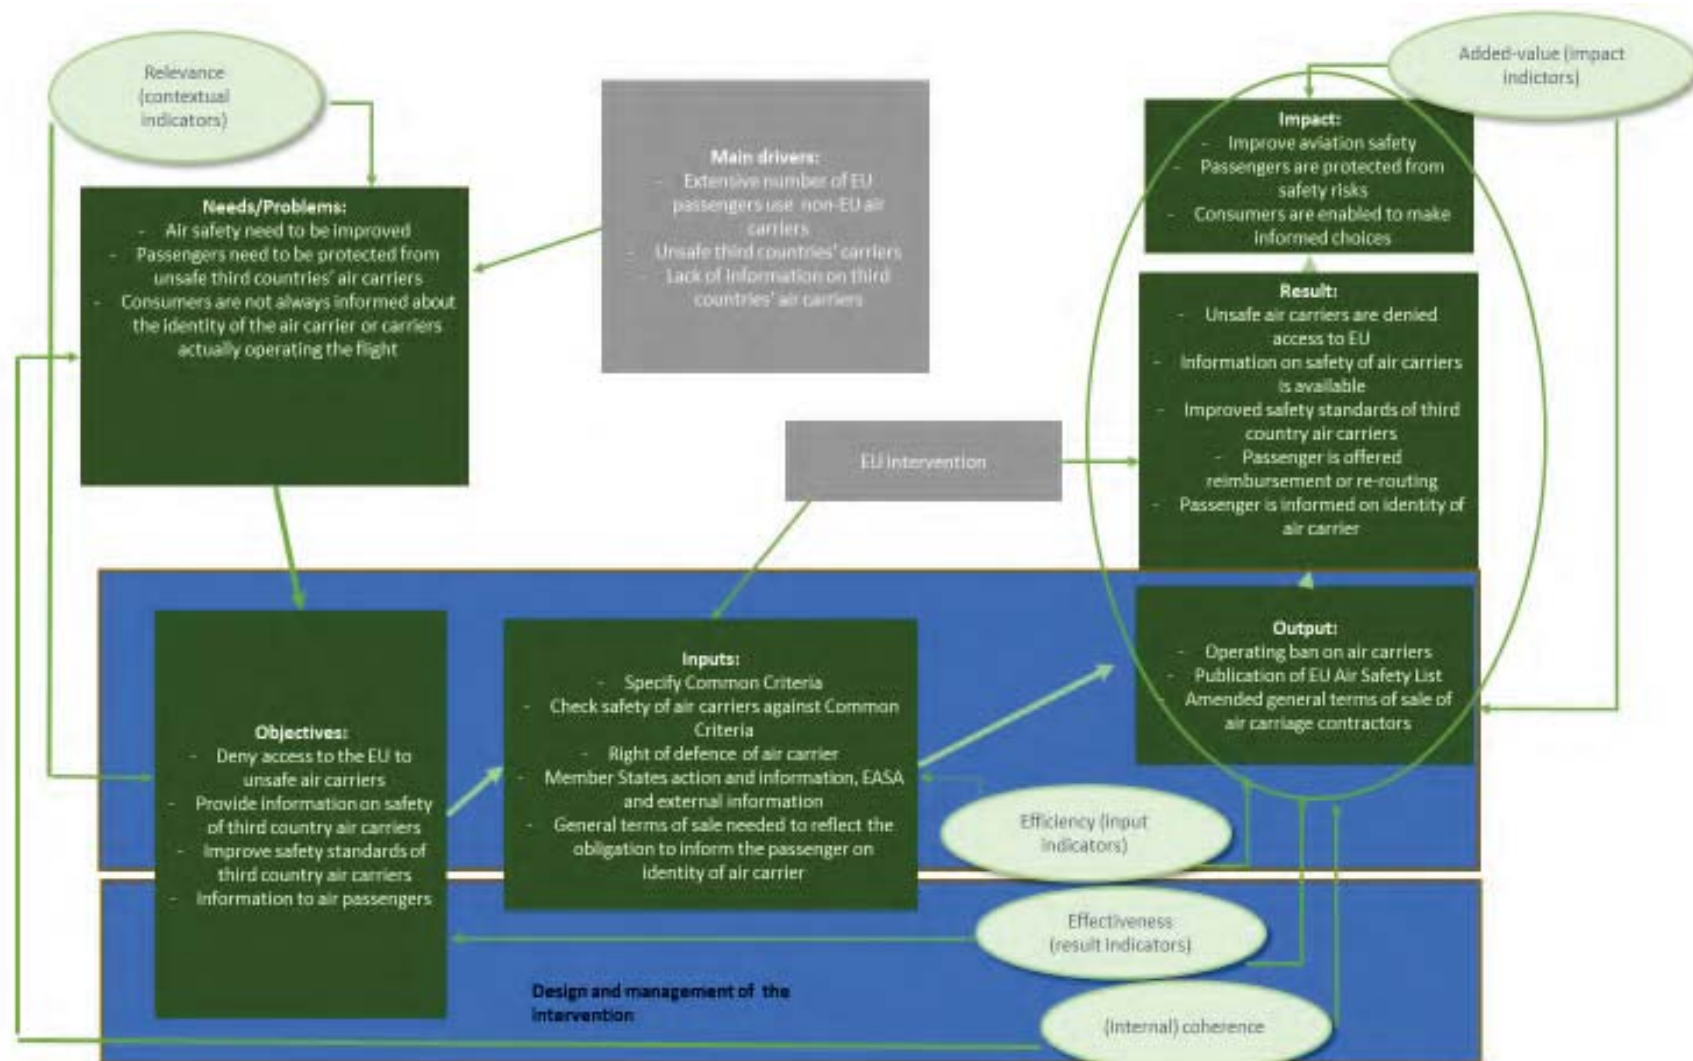 Relevance
(contextual
indicators)
Added-value (impact
indictors)
Main drivers:
- Extensive number of EU
passengers use non-EU air
carriers
- Unsafe third countries' carriers
- Lack of information on third
countries' air carriers
Impact:
- Improve aviation safety
- Passengers are protected from
safety risks
- Consumers are enabled to make
informed choices
Needs/Problems:
- Air safety need to be improved
- Passengers need to be protected from
unsafe third countries' air carriers
- Consumers are not always informed about
the identity of the air carrier or carriers
actually operating the flight
Result:
- Unsafe air carriers are denied
access to EU
- Information on safety of air carriers
is available
- Improved safety standards of third
country air carriers
- Passenger is offered
reimbursement or re-routing
- Passenger is informed on identity of
air carrier
EU intervention
Objectives:
- Deny access to the EU to
unsafe air carriers
- Provide information on safety
of third country air carriers
- Improve safety standards of
third country air carriers
- Information to air passengers
Inputs:
- Specify Common Criteria
- Check safety of air carriers against Common
Criteria
- Right of defence of air carrier
- Member States action and information, EASA
and external information
- General terms of sale needed to reflect the
obligation to inform the passenger on
identity of air carrier
Output:
- Operating ban on air carriers
- Publication of EU Air Safety List
- Amended general terms of sale of
air carriage contractors
Efficiency (input
indicators)
Effectiveness
(result indicators)
Design and management of the
intervention
(Internal) coherence